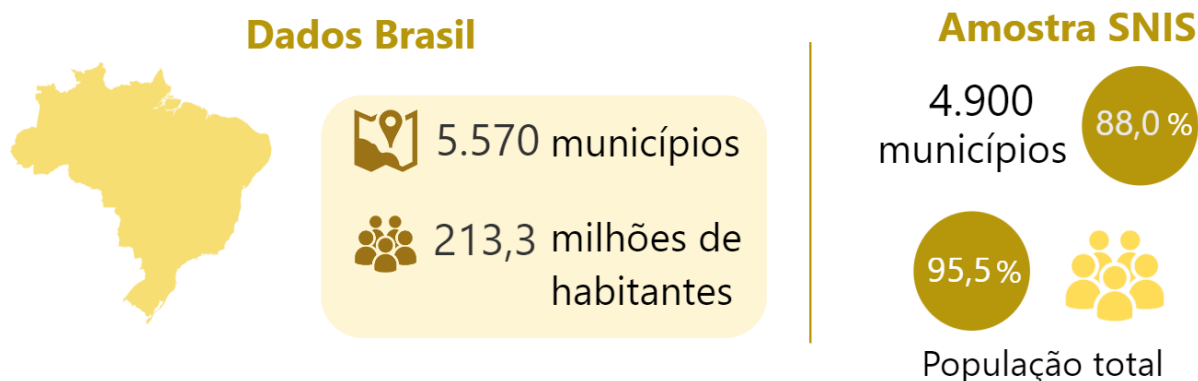 Dados Brasil
5.570 municípios
213,3 milhões de
habitantes
Amostra SNIS
4.900
municípios
88,0 %
95,5 %
População total